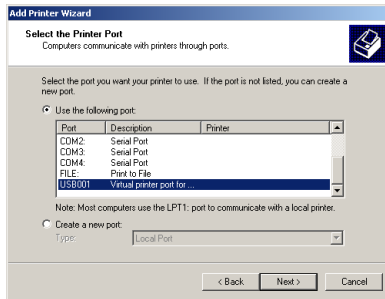 Add Printer Wizard
Select the Printer Port
Computers communicate with printers through ports.
Select the port you want your printer to use. If the port is not listed, you can create a
new port.
Use the following port:
Port Description Printer
COM2: Serial Port
COM3: Serial Port
COM4: Serial Port
FILE: Print to File
USB001 Virtual printer port for ...
Note: Most computers use the LPT1: port to communicate with a local printer.
Create a new port:
Type: Local Port
< Back Next > Cancel